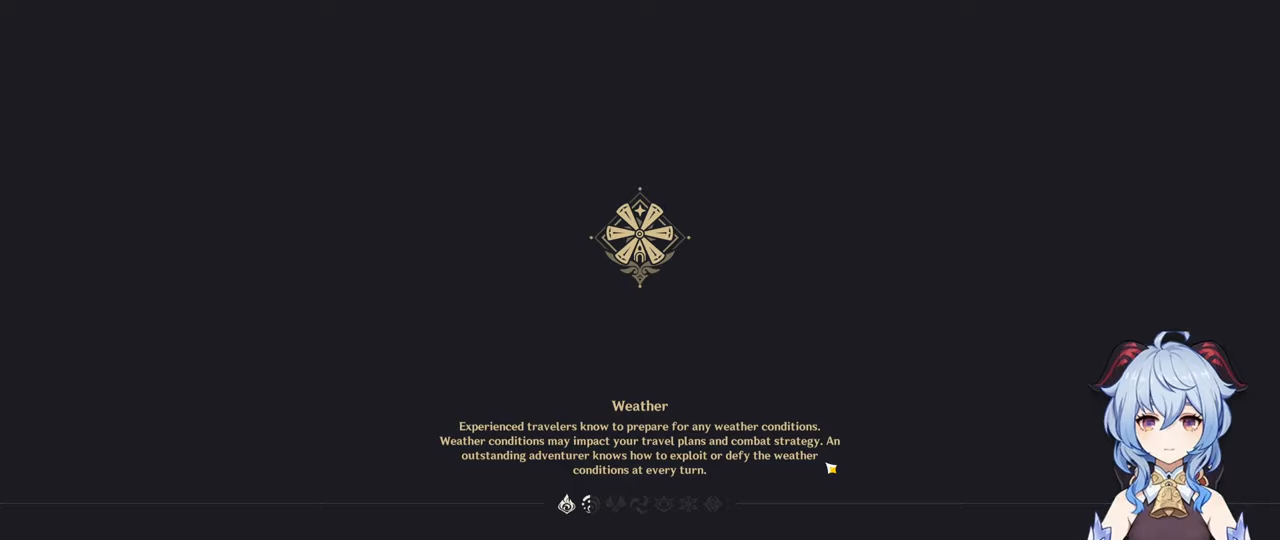 Weather
Experienced travelers know to prepare for any weather conditions.
Weather conditions may impact your travel plans and combat strategy. An
outstanding adventurer knows how to exploit or defy the weather
conditions at every turn.